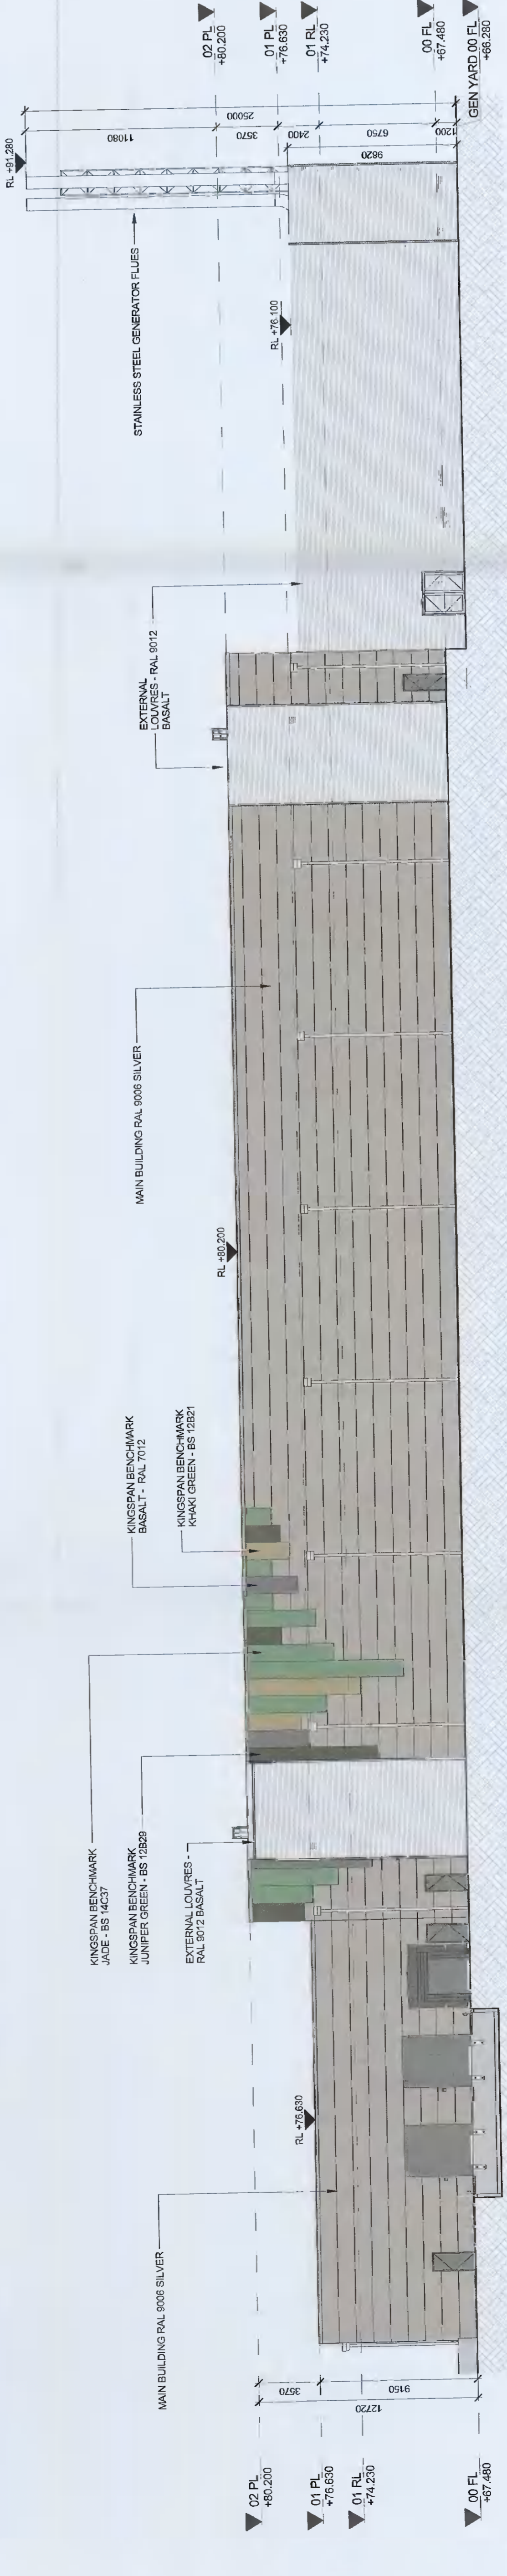 02 PL
+80.200
01 PL
+76.630
01 RL
+74.230
00 FL
+67.480
GEN YARD 00 FL
+66.280
RL +91.280
25000
11080
3570
2400
6750
1200
9820
STAINLESS STEEL GENERATOR FLUES
RL +76.100
EXTERNAL
LOUVRES - RAL 9012
BASALT
MAIN BUILDING RAL 9006 SILVER
RL +80.200
KINGSPAN BENCHMARK
BASALT - RAL 7012
KINGSPAN BENCHMARK
KHAKI GREEN - BS 12B21
KINGSPAN BENCHMARK
JADE - BS 14C37
KINGSPAN BENCHMARK
JUNIPER GREEN - BS 12B29
EXTERNAL LOUVRES -
RAL 9012 BASALT
RL +76.630
MAIN BUILDING RAL 9006 SILVER
3570
9150
12720
02 PL
+80.200
01 PL
+76.630
01 RL
+74.230
00 FL
+67.480